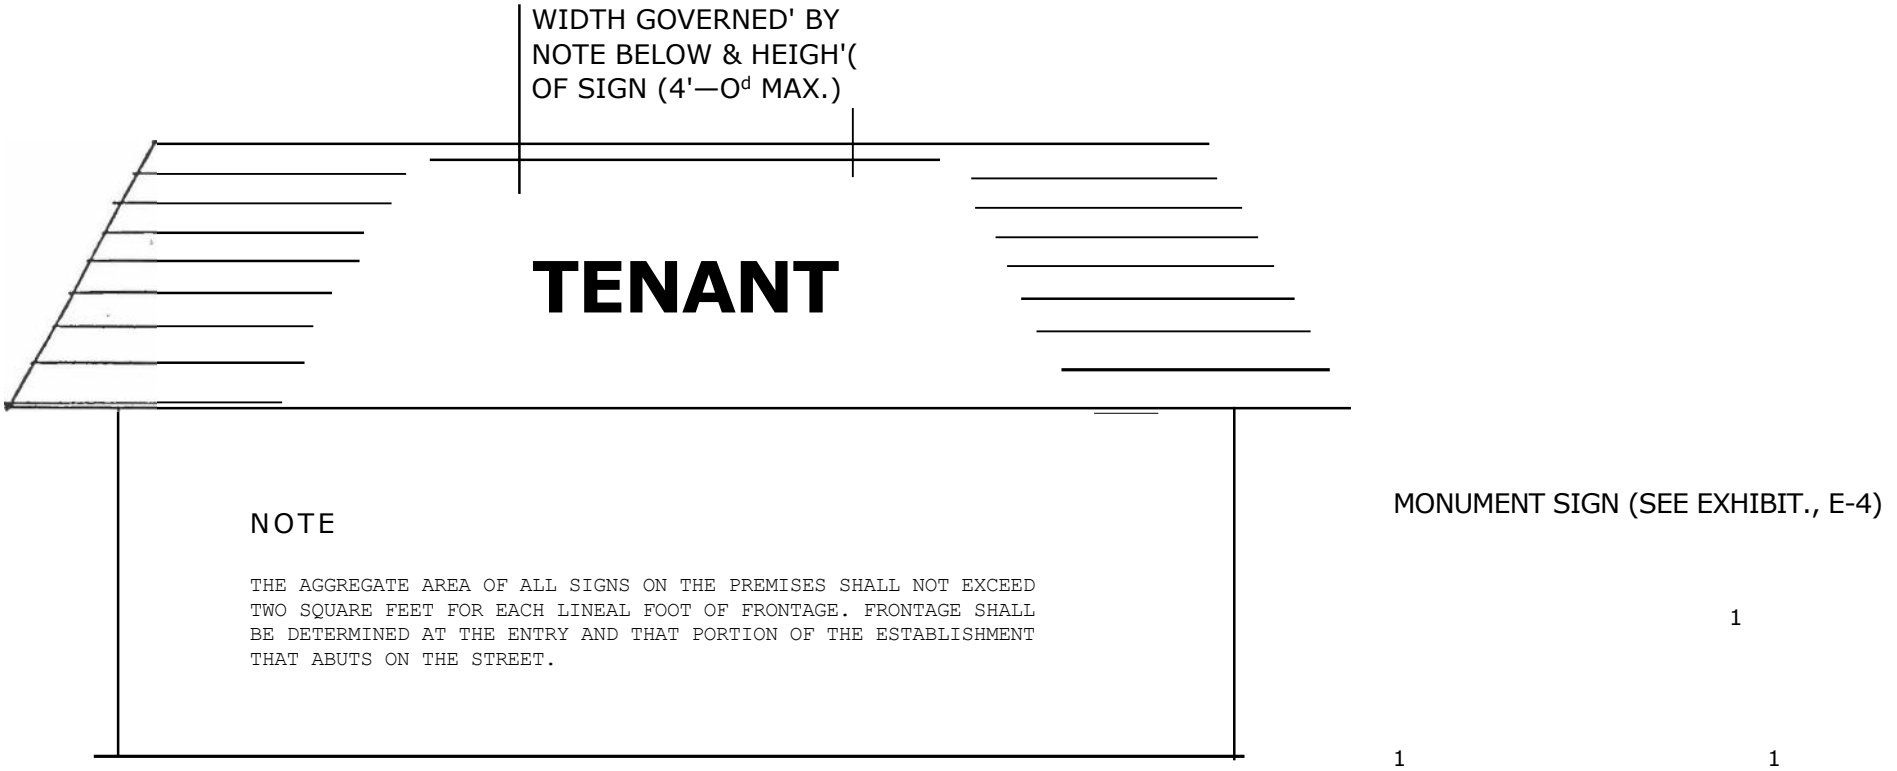 WIDTH GOVERNED' BY
NOTE BELOW & HEIGH'(
OF SIGN (4'—Oᵈ MAX.)
TENANT
MONUMENT SIGN (SEE EXHIBIT., E-4)
NOTE
THE AGGREGATE AREA OF ALL SIGNS ON THE PREMISES SHALL NOT EXCEED
TWO SQUARE FEET FOR EACH LINEAL FOOT OF FRONTAGE. FRONTAGE SHALL
BE DETERMINED AT THE ENTRY AND THAT PORTION OF THE ESTABLISHMENT
THAT ABUTS ON THE STREET.
1
1 1